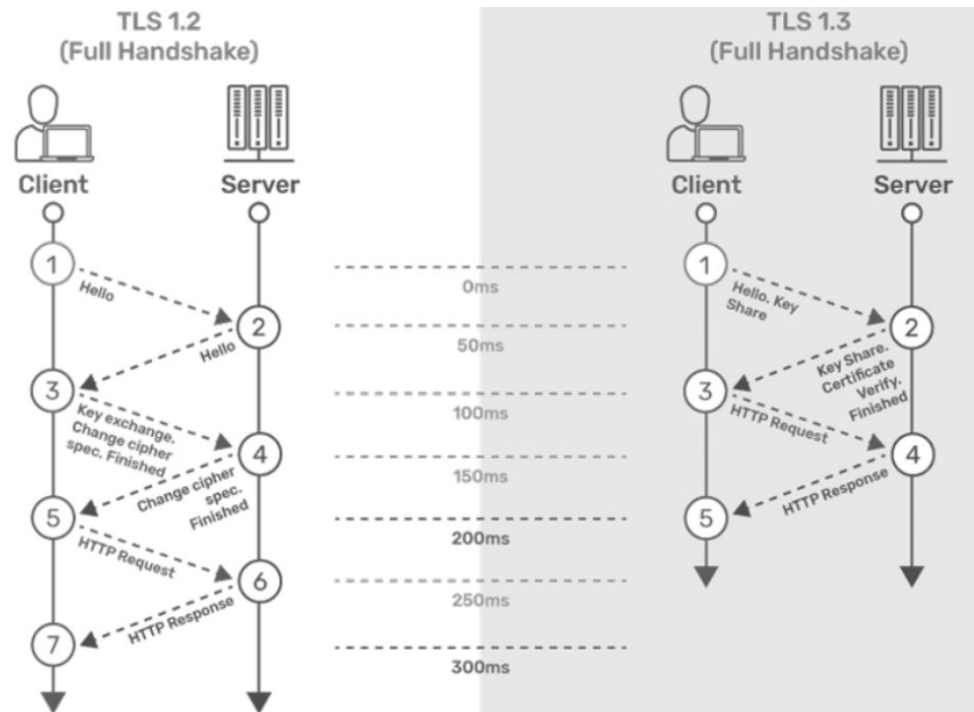 TLS 1.2
(Full Handshake)
Client
Server
1
Hello
2
Hello
3
Key exchange.
Change cipher
spec. Finished
4
Change cipher
spec.
Finished
5
HTTP Request
6
HTTP Response
7
0ms
50ms
100ms
150ms
200ms
250ms
300ms
TLS 1.3
(Full Handshake)
Client
Server
1
Hello. Key
Share
2
Key Share.
Certificate
Verify.
Finished
3
HTTP Request
4
HTTP Response
5